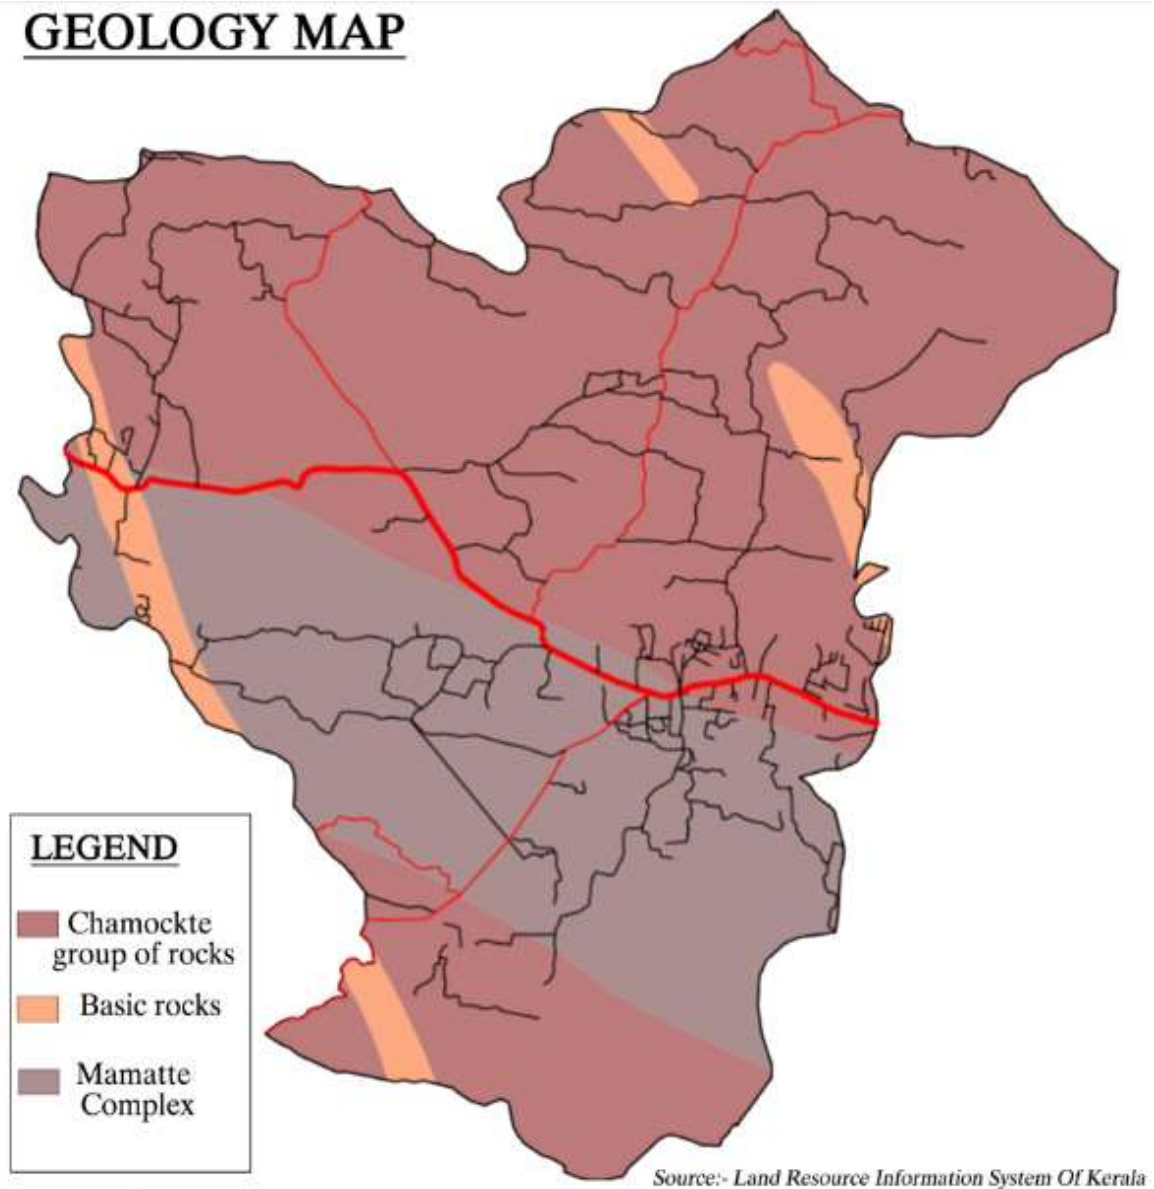 GEOLOGY MAP
LEGEND
Chamockte
group of rocks
Basic rocks
Mamatte
Complex
Source:- Land Resource Information System Of Kerala